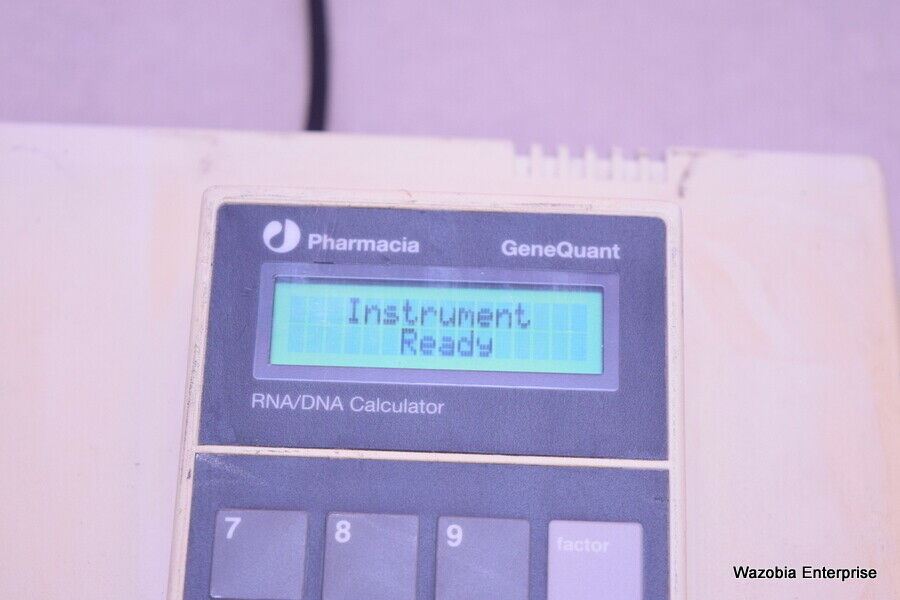 Pharmacia
GeneQuant
Instrument
Ready
RNA/DNA Calculator
7
8
9
factor
Wazobia Enterprise